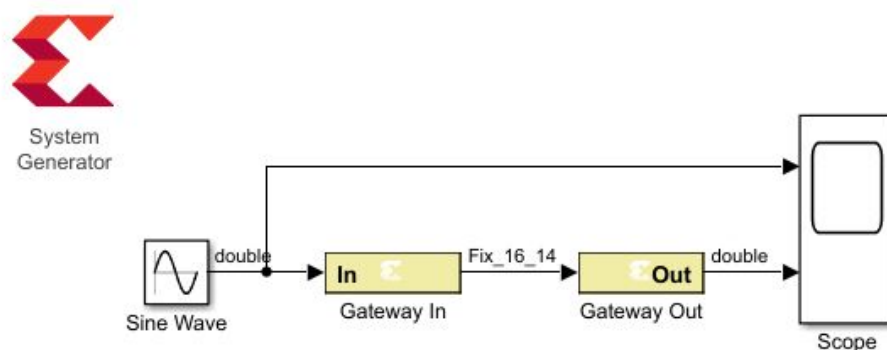 System
Generator
double
In
Fix_16_14
Out
double
Sine Wave
Gateway In
Gateway Out
Scope